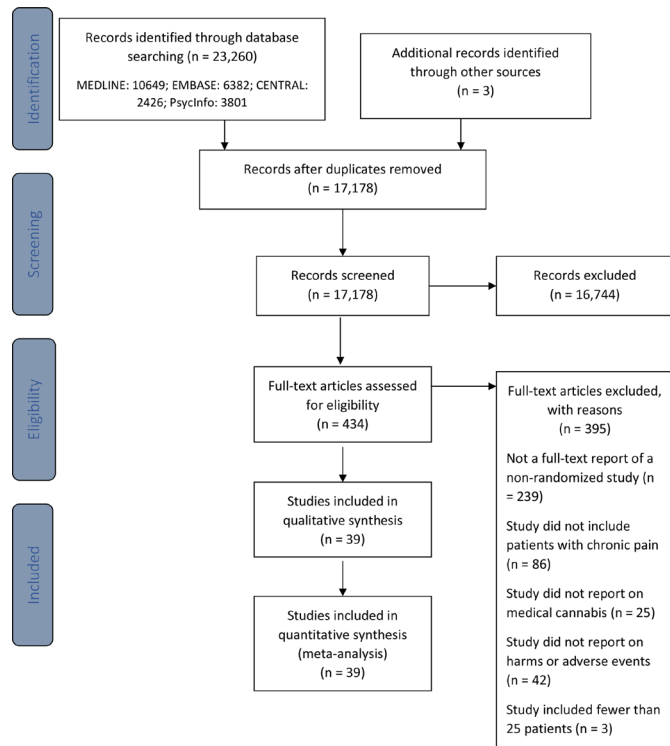 Identification
Records identified through database
searching (n = 23,260)
MEDLINE: 10649; EMBASE: 6382; CENTRAL:
2426; PsycInfo: 3801
Additional records identified
through other sources
(n = 3)
Records after duplicates removed
(n = 17,178)
Screening
Records screened
(n = 17,178)
Records excluded
(n = 16,744)
Eligibility
Full-text articles assessed
for eligibility
(n = 434)
Full-text articles excluded,
with reasons
(n = 395)
Not a full-text report of a
non-randomized study (n
= 239)
Study did not include
patients with chronic pain
(n = 86)
Study did not report on
medical cannabis (n = 25)
Study did not report on
harms or adverse events
(n = 42)
Study included fewer than
25 patients (n = 3)
Included
Studies included in
qualitative synthesis
(n = 39)
Studies included in
quantitative synthesis
(meta-analysis)
(n = 39)